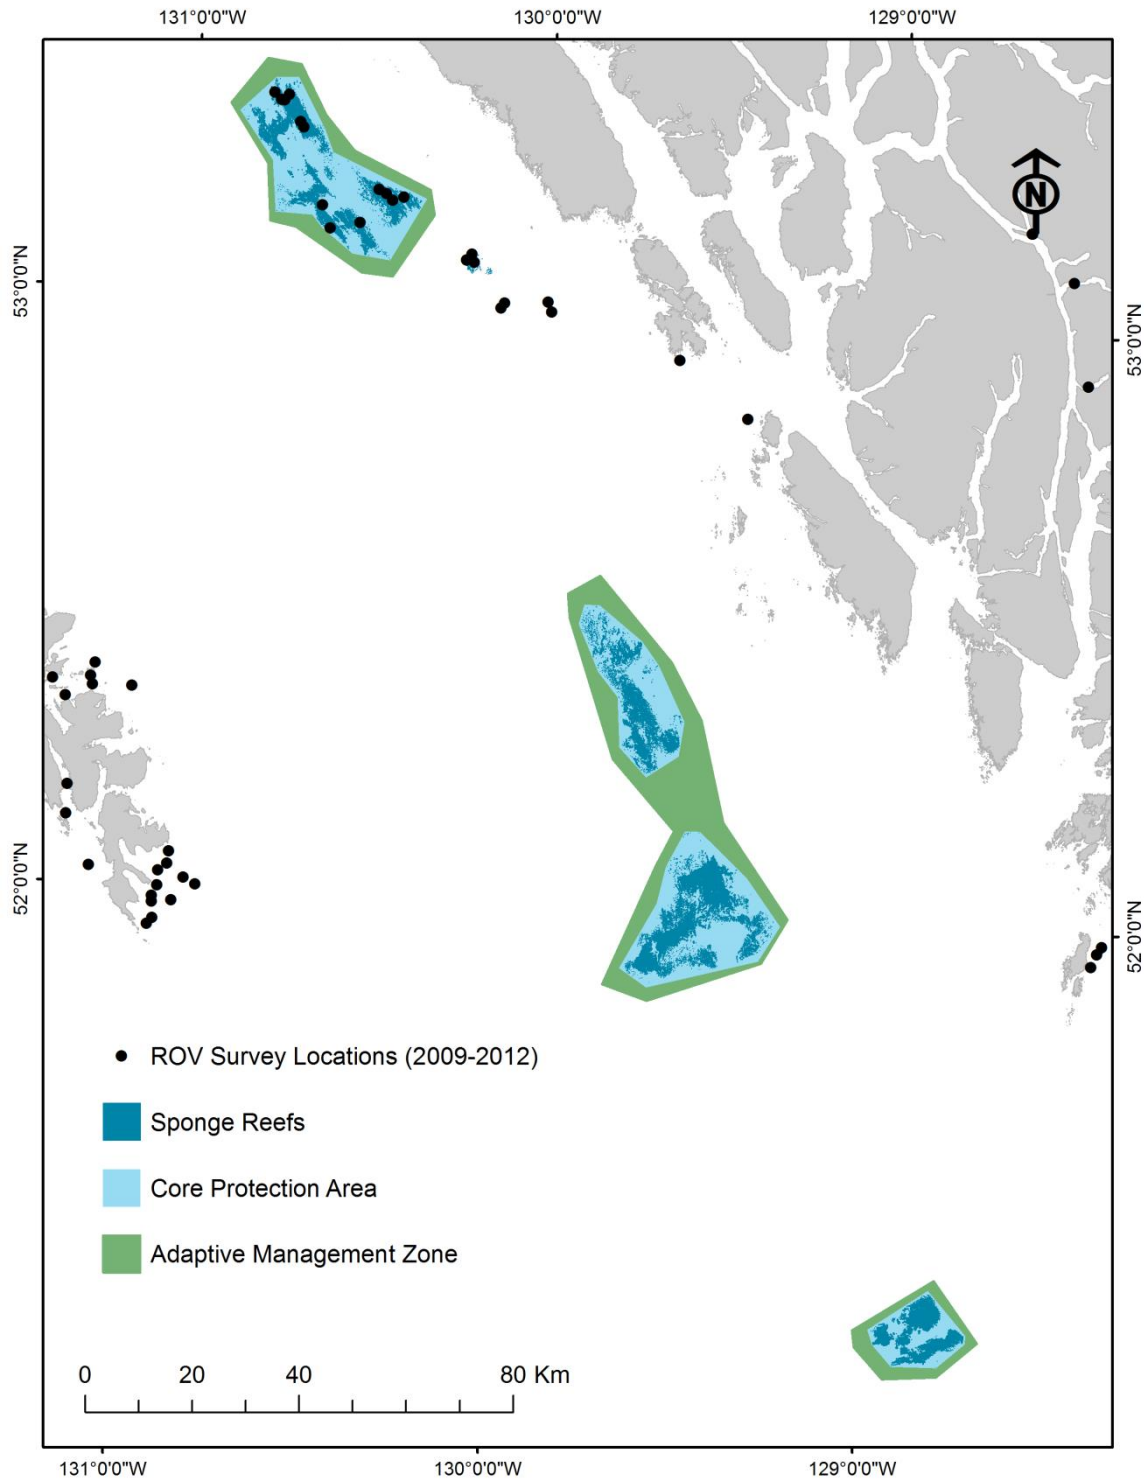 131°0'0"W 130°0'0"W 129°0'0"W
N
53°0'0"N
53°0'0"N
52°0'0"N
52°0'0"N
ROV Survey Locations (2009-2012)
Sponge Reefs
Core Protection Area
Adaptive Management Zone
0 20 40 80 Km
131°0'0"W 130°0'0"W 129°0'0"W